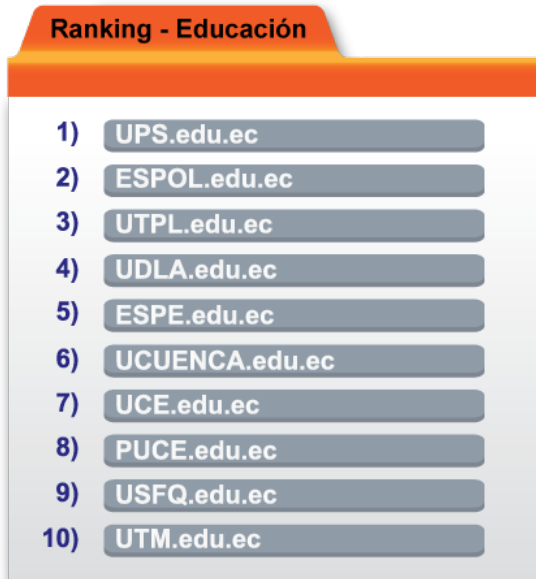 Ranking - Educación
1) UPS.edu.ec
2) ESPOL.edu.ec
3) UTPL.edu.ec
4) UDLA.edu.ec
5) ESPE.edu.ec
6) UCUENCA.edu.ec
7) UCE.edu.ec
8) PUCE.edu.ec
9) USFQ.edu.ec
10) UTM.edu.ec